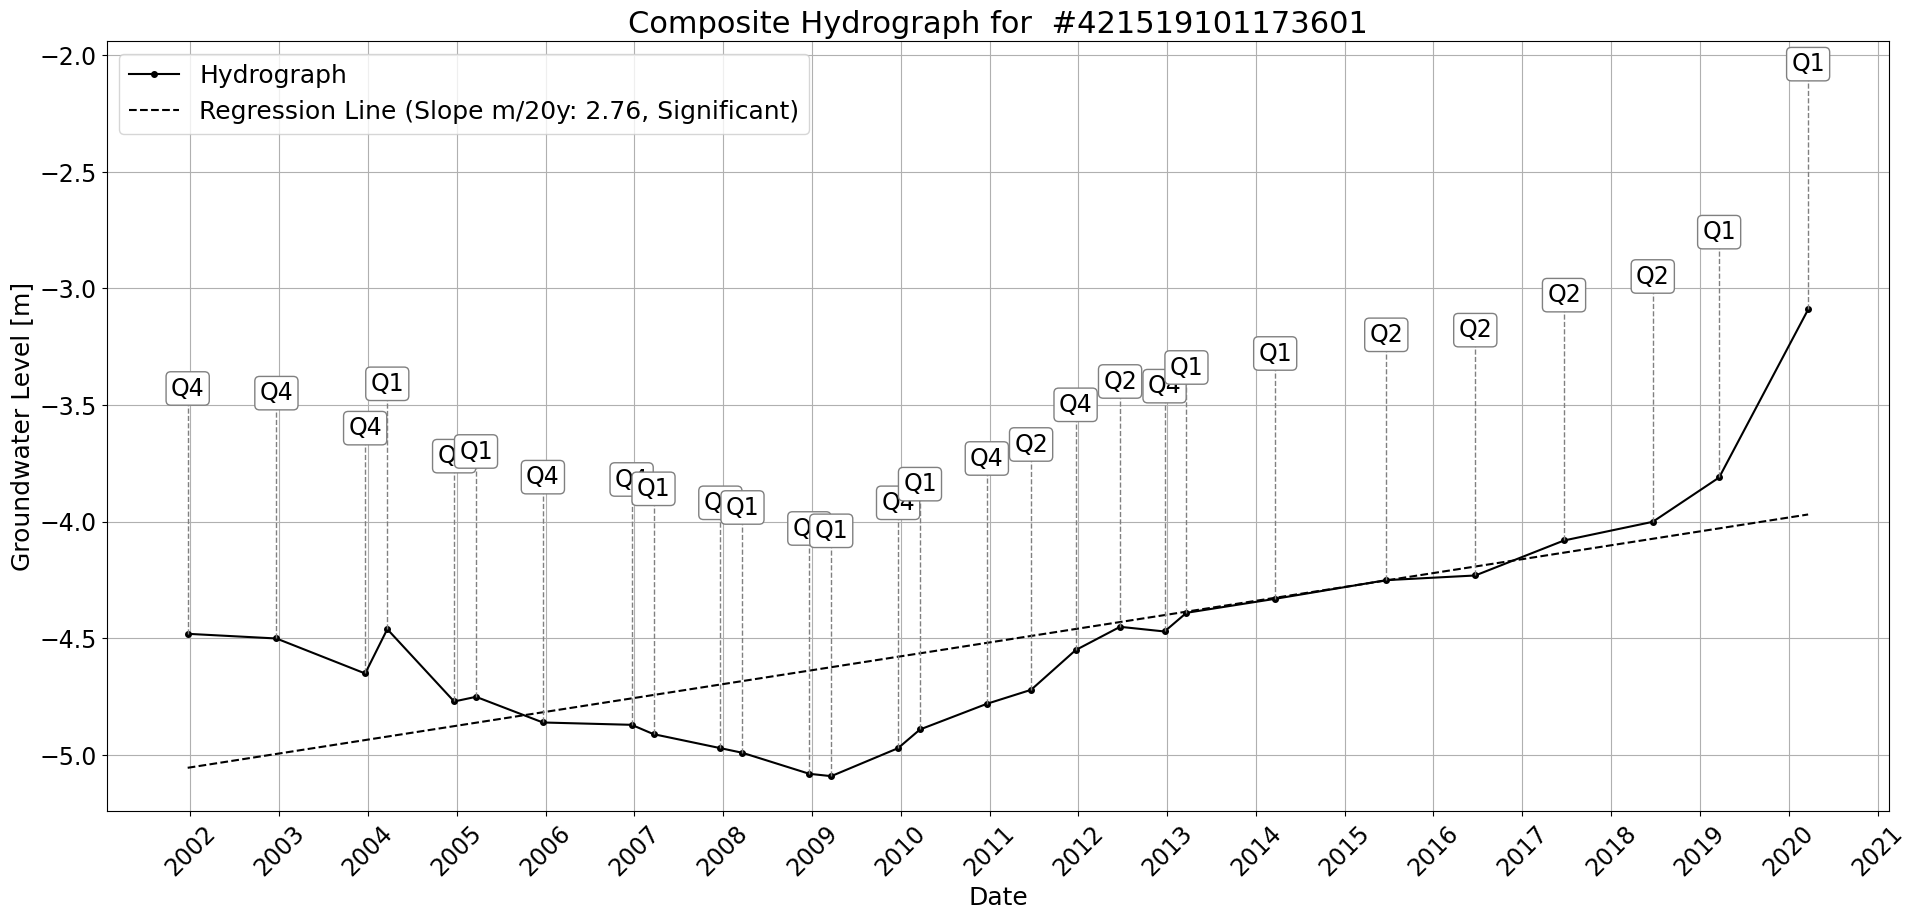 Composite Hydrograph for  #421519101173601
Hydrograph
Regression Line (Slope m/20y: 2.76, Significant)
Groundwater Level [m]
−2.0
−2.5
−3.0
−3.5
−4.0
−4.5
−5.0
Q4
Q4
Q4
Q1
Q1
Q4
Q4
Q1
Q1
Q1
Q4
Q1
Q4
Q2
Q4
Q2
Q4
Q1
Q1
Q2
Q2
Q2
Q2
Q1
Q1
2002
2003
2004
2005
2006
2007
2008
2009
2010
2011
2012
2013
2014
2015
2016
2017
2018
2019
2020
2021
Date